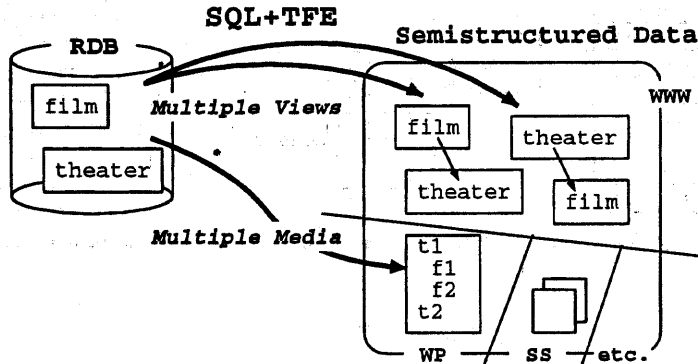 SQL+TFE
RDB
Semistructured Data
WWW
film
Multiple Views
film
theater
theater
theater
film
Multiple Media
t1
f1
f2
t2
WP
SS
etc.